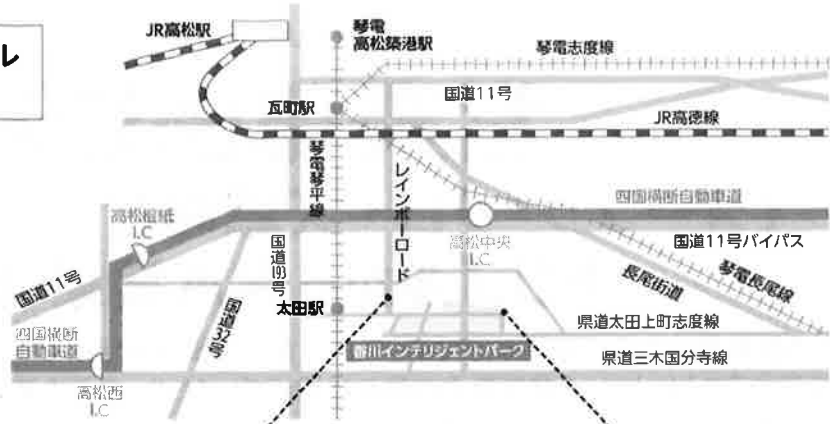 ル
JR高松駅
琴電
高松築港駅
琴電志度線
国道11号
瓦町駅
JR高徳線
琴電琴平線
レインボーロード
四国横断自動車道
高松檀紙
I.C
高松中央
I.C
国道11号バイパス
国道193号
長尾街道
琴電長尾線
国道11号
国道32号
太田駅
県道太田上町志度線
四国横断
自動車道
香川インテリジェントパーク
県道三木国分寺線
高松西
I.C